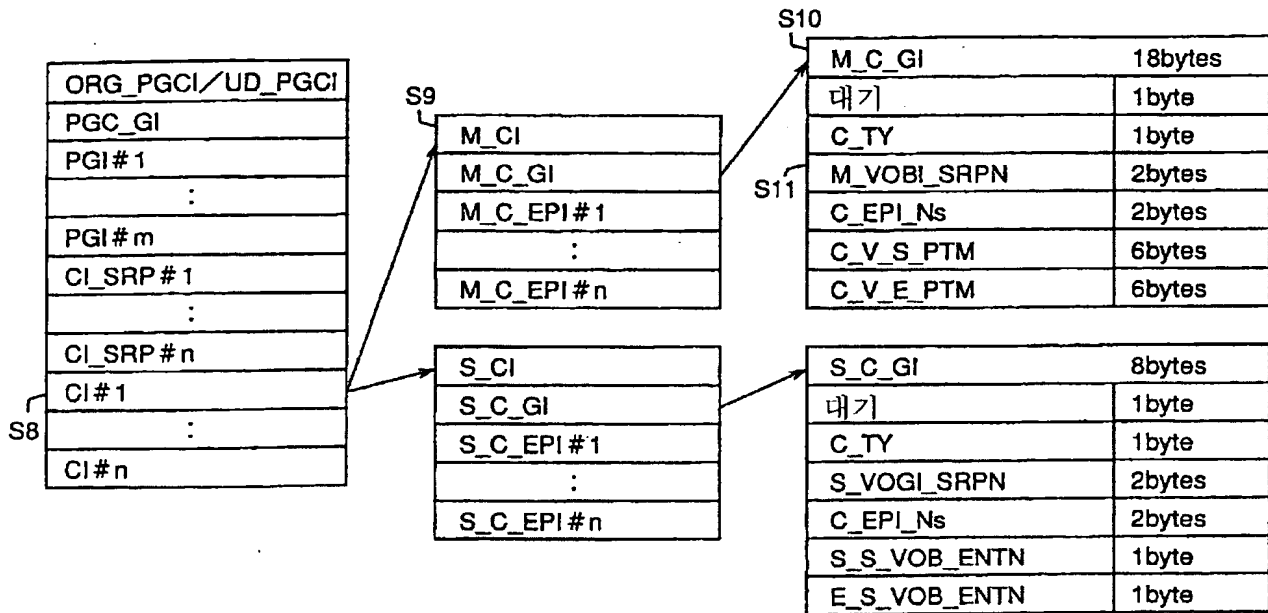 ORG_PGCI/UD_PGCI
PGC_GI
PGI#1
:
PGI#m
CI_SRP#1
:
CI_SRP#n
S8
CI#1
:
CI#n
S9
M_CI
M_C_GI
M_C_EPI#1
:
M_C_EPI#n
S_CI
S_C_GI
S_C_EPI#1
:
S_C_EPI#n
S10
M_C_GI 18bytes
대기 1byte
C_TY 1byte
S11 M_VOBI_SRPN 2bytes
C_EPI_Ns 2bytes
C_V_S_PTM 6bytes
C_V_E_PTM 6bytes
S_C_GI 8bytes
대기 1byte
C_TY 1byte
S_VOGI_SRPN 2bytes
C_EPI_Ns 2bytes
S_S_VOB_ENTN 1byte
E_S_VOB_ENTN 1byte